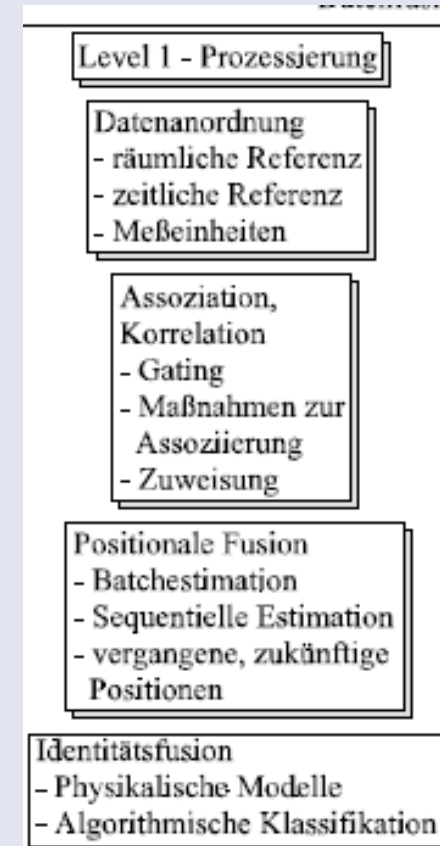 Level 1 - Prozessierung
Datenanordnung
- räumliche Referenz
- zeitliche Referenz
- Meßeinheiten
Assoziation,
Korrelation
- Gating
- Maßnahmen zur
Assoziierung
- Zuweisung
Positionale Fusion
- Batchestimation
- Sequentielle Estimation
- vergangene, zukünftige
Positionen
Identitätsfusion
- Physikalische Modelle
- Algorithmische Klassifikation